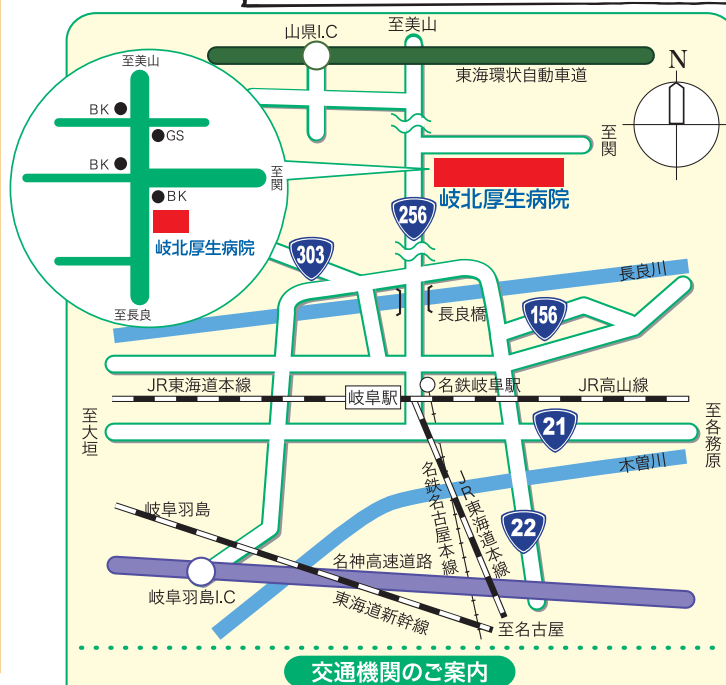 山県I.C
至美山
東海環状自動車道
N
至関
岐北厚生病院
256
303
長良川
長良橋
156
至美山
BK
GS
BK
至関
BK
岐北厚生病院
至長良
JR東海道本線
岐阜駅
名鉄岐阜駅
JR高山線
至大垣
至各務原
21
木曽川
名鉄名古屋本線
JR東海道本線
22
岐阜羽島
名神高速道路
岐阜羽島I.C
東海道新幹線
至名古屋
交通機関のご案内